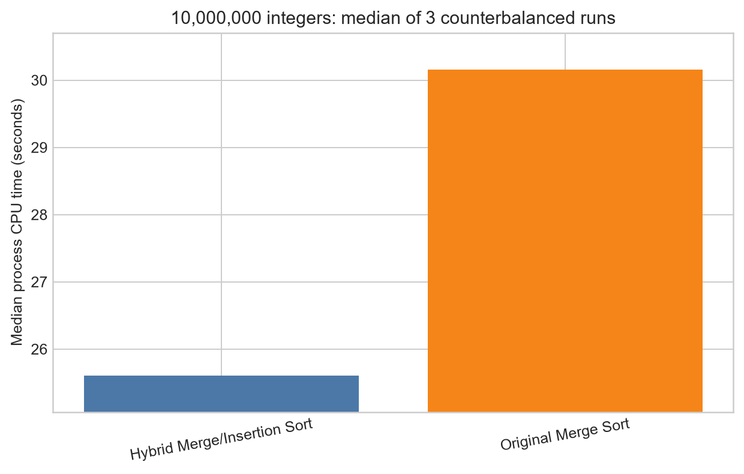 10,000,000 integers: median of 3 counterbalanced runs
Median process CPU time (seconds)
30
29
28
27
26
Hybrid Merge/Insertion Sort
Original Merge Sort